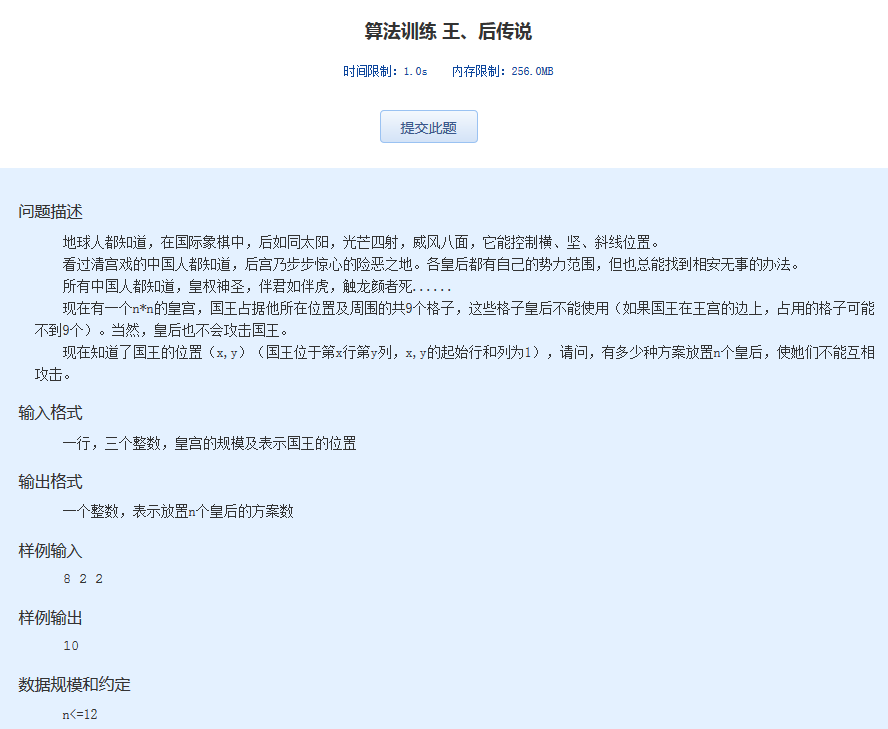 算法训练 王、后传说
时间限制：1.0s 内存限制：256.0MB
提交此题
问题描述
地球人都知道，在国际象棋中，后如同太阳，光芒四射，威风八面，它能控制横、坚、斜线位置。
看过清宫戏的中国人都知道，后宫乃步步惊心的险恶之地。各皇后都有自己的势力范围，但也总能找到相安无事的办法。
所有中国人都知道，皇权神圣，伴君如伴虎，触龙颜者死......
现在有一个n*n的皇宫，国王占据他所在位置及周围的共9个格子，这些格子皇后不能使用（如果国王在王宫的边上，占用的格子可能
不到9个）。当然，皇后也不会攻击国王。
现在知道了国王的位置（x,y）（国王位于第x行第y列，x,y的起始行和列为1），请问，有多少种方案放置n个皇后，使她们不能互相
攻击。
输入格式
一行，三个整数，皇宫的规模及表示国王的位置
输出格式
一个整数，表示放置n个皇后的方案数
样例输入
8 2 2
样例输出
10
数据规模和约定
n<=12